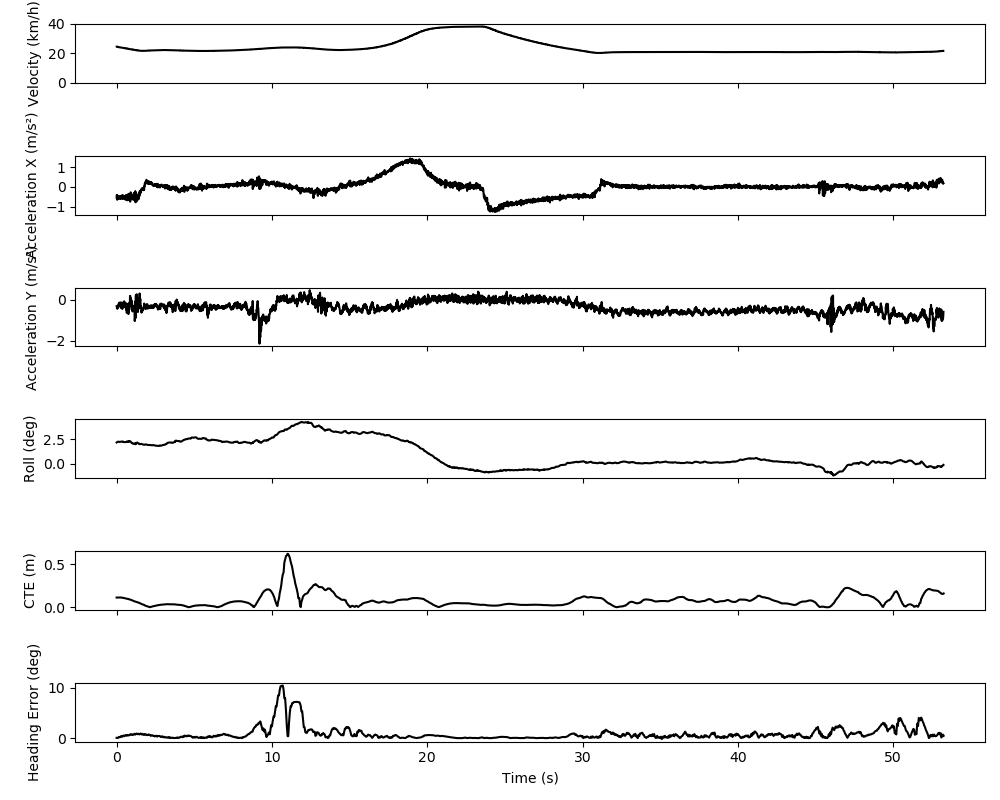 Velocity (km/h)
40
20
0
Acceleration X (m/s²)
1
0
−1
Acceleration Y (m/s²)
0
−2
Roll (deg)
2.5
0.0
CTE (m)
0.5
0.0
Heading Error (deg)
10
0
0 10 20 30 40 50
Time (s)